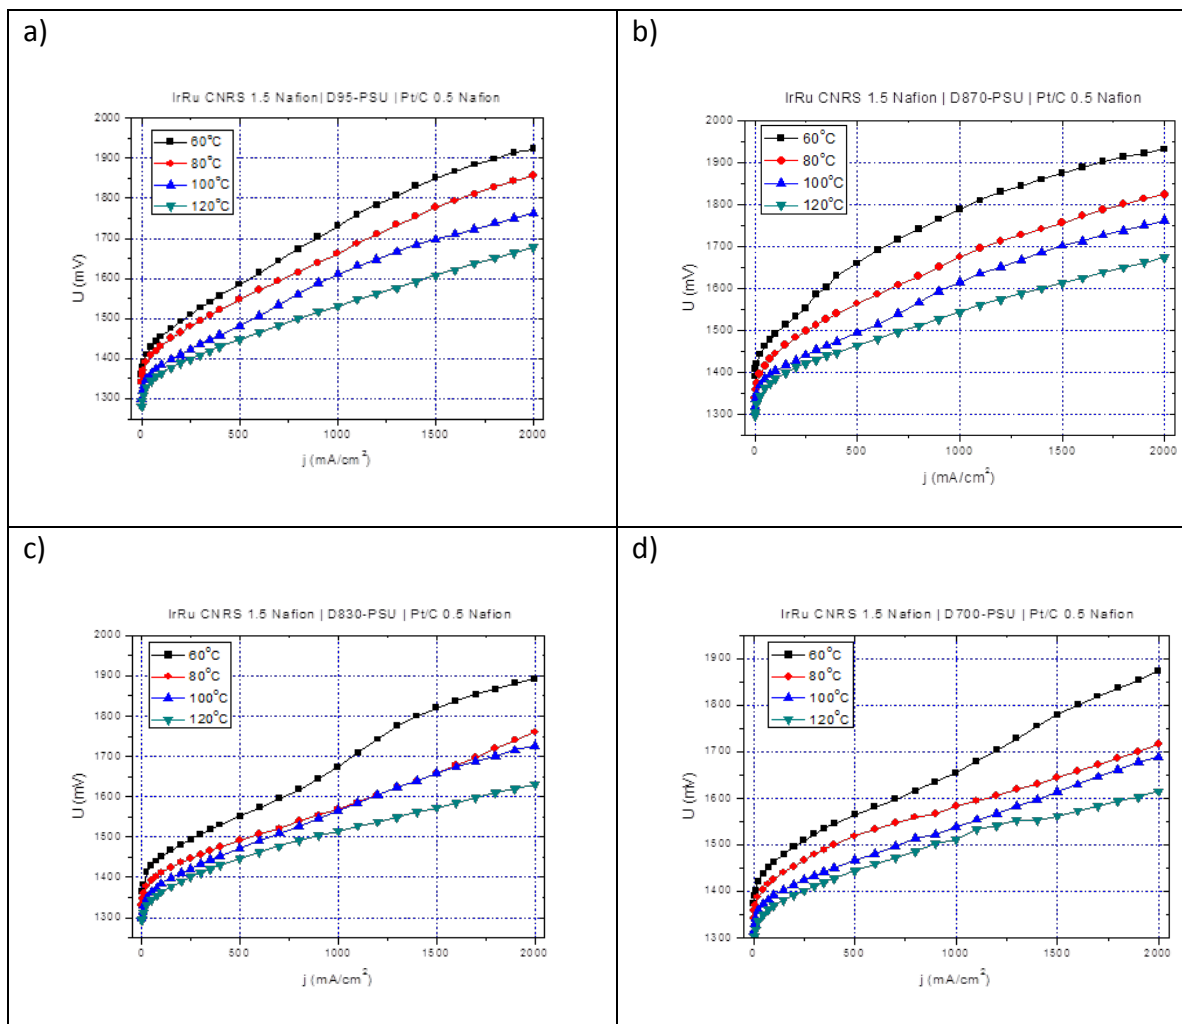 a)
IrRu CNRS 1.5 Nafion| D95-PSU | Pt/C 0.5 Nafion
2000
1900
1800
1700
1600
1500
1400
1300
U (mV)
60°C
80°C
100°C
120°C
0 500 1000 1500 2000
j (mA/cm²)
b)
IrRu CNRS 1.5 Nafion | D870-PSU | Pt/C 0.5 Nafion
2000
1900
1800
1700
1600
1500
1400
1300
U (mV)
60°C
80°C
100°C
120°C
0 500 1000 1500 2000
j (mA/cm²)
c)
IrRu CNRS 1.5 Nafion | D830-PSU | Pt/C 0.5 Nafion
2000
1900
1800
1700
1600
1500
1400
1300
U (mV)
60°C
80°C
100°C
120°C
0 500 1000 1500 2000
j (mA/cm²)
d)
IrRu CNRS 1.5 Nafion | D700-PSU | Pt/C 0.5 Nafion
1900
1800
1700
1600
1500
1400
1300
U (mV)
60°C
80°C
100°C
120°C
0 500 1000 1500 2000
j (mA/cm²)